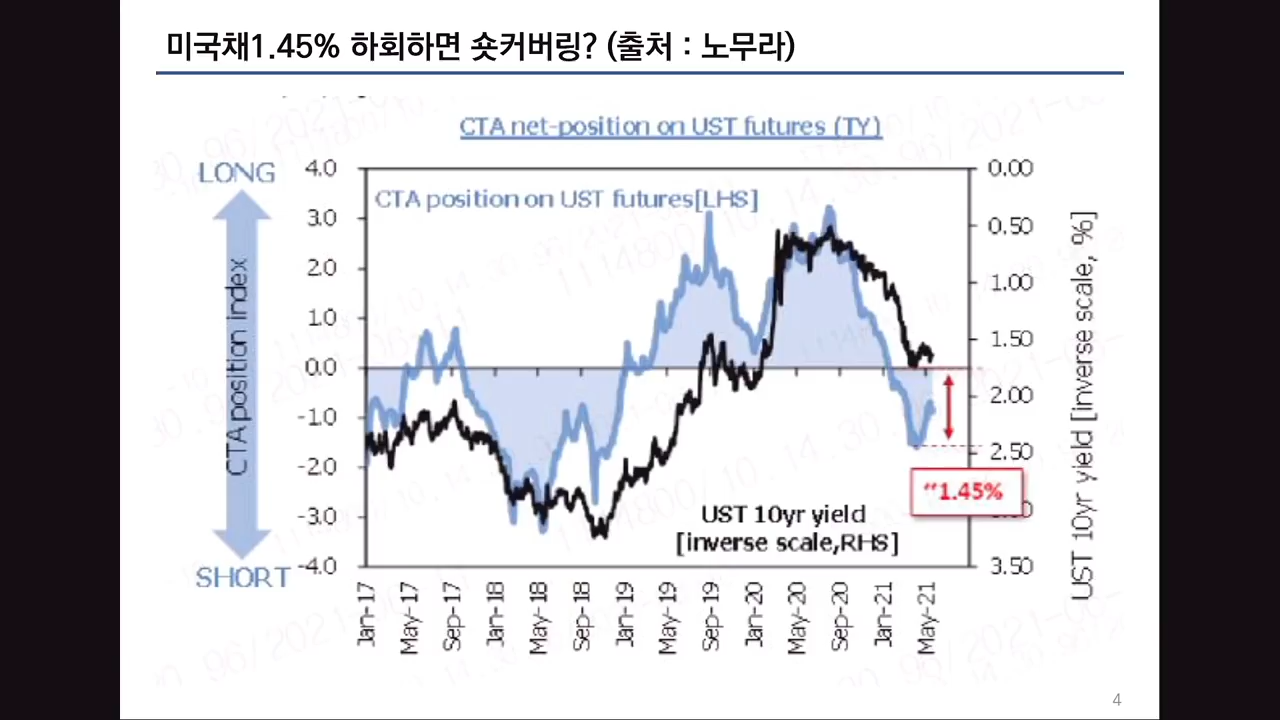 미국채1.45% 하회하면 숏커버링? (출처 : 노무라)
CTA net-position on UST futures (TY)
LONG
CTA position index
SHORT
4.0
3.0
2.0
1.0
0.0
-1.0
-2.0
-3.0
-4.0
CTA position on UST futures[LHS]
UST 10yr yield
[inverse scale,RHS]
0.00
0.50
1.00
1.50
2.00
2.50
3.50
"1.45%
UST 10yr yield [inverse scale, %)
Jan-17
May-17
Sep-17
Jan-18
May-18
Sep-18
Jan-19
May-19
Sep-19
Jan-20
May-20
Sep-20
Jan-21
May-21
4